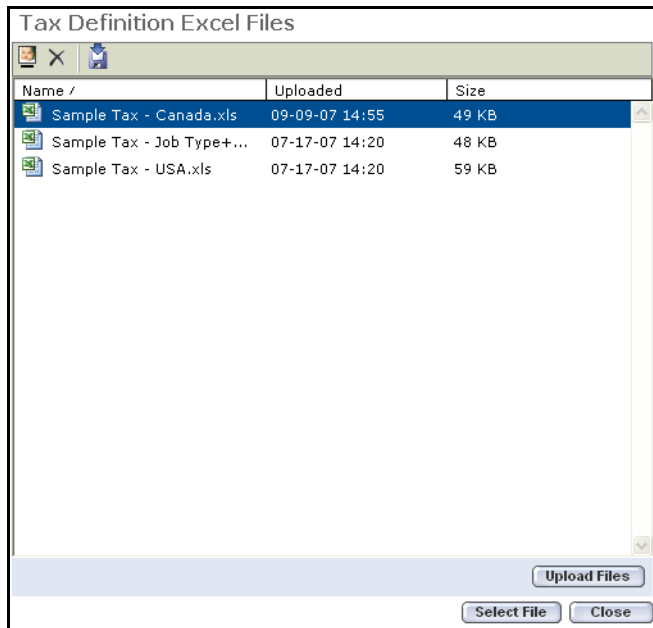 Tax Definition Excel Files
Name / Uploaded Size
Sample Tax - Canada.xls 09-09-07 14:55 49 KB
Sample Tax - Job Type+... 07-17-07 14:20 48 KB
Sample Tax - USA.xls 07-17-07 14:20 59 KB
Upload Files
Select File Close